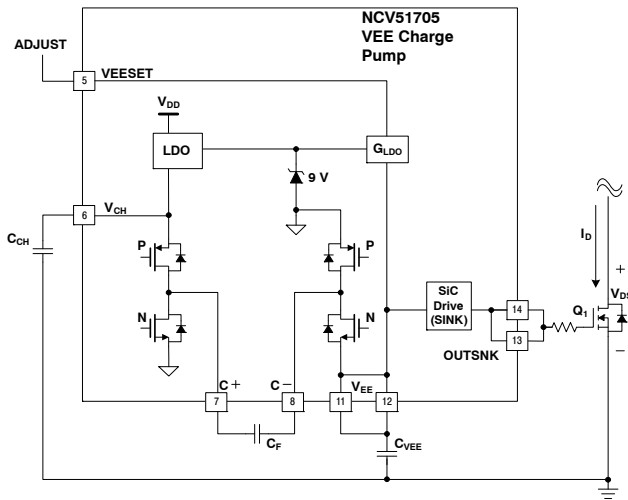 NCV51705
VEE Charge
Pump
ADJUST
5
VEESET
VDD
LDO
GLDO
9 V
6
VCH
CCH
P
P
N
N
SiC
Drive
(SINK)
14
13
OUTSNK
ID
+
VDS
Q1
–
C+
C–
VEE
7
8
11
12
CF
CVEE